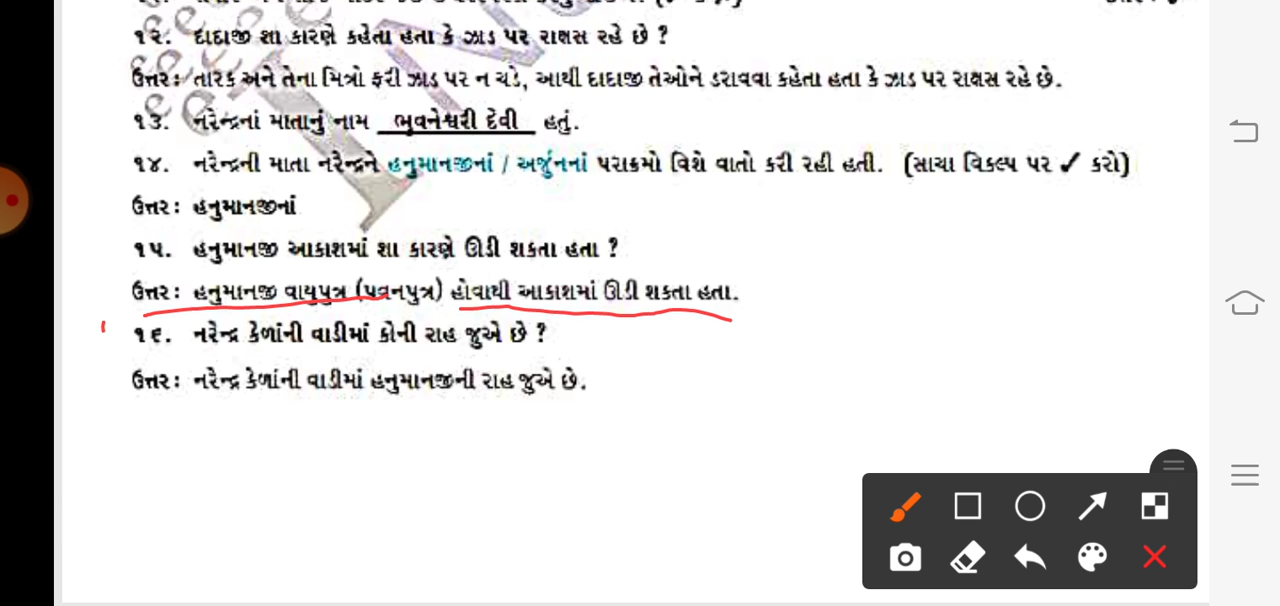 ૧૨. દાદાજી શા કારણે કહેતા હતા કે ઝાડ પર રાક્ષસ રહે છે ?
ઉત્તર : તારક અને તેના મિત્રો ફરી ઝાડ પર ન ચડે, આથી દાદાજી તેઓને ડરાવવા કહેતા હતા કે ઝાડ પર રાક્ષસ રહે છે.
૧૩. નરેન્દ્રનાં માતાનું નામ ભૂવનેશ્વરી દેવી હતું.
૧૪. નરેન્દ્રની માતા નરેન્દ્રને હનુમાનજીનાં / અર્જુનનાં પરાક્રમો વિશે વાતો કરી રહી હતી. (સાચા વિકલ્પ પર ✓ કરો)
ઉત્તર : હનુમાનજીનાં
૧૫. હનુમાનજી આકાશમાં શા કારણે ઊડી શકતા હતા ?
ઉત્તર : હનુમાનજી વાયુપુત્ર (પવનપુત્ર) હોવાથી આકાશમાં ઊડી શકતા હતા.
૧૬. નરેન્દ્ર કેળાંની વાડીમાં કોની રાહ જુએ છે ?
ઉત્તર : નરેન્દ્ર કેળાંની વાડીમાં હનુમાનજીની રાહ જુએ છે.